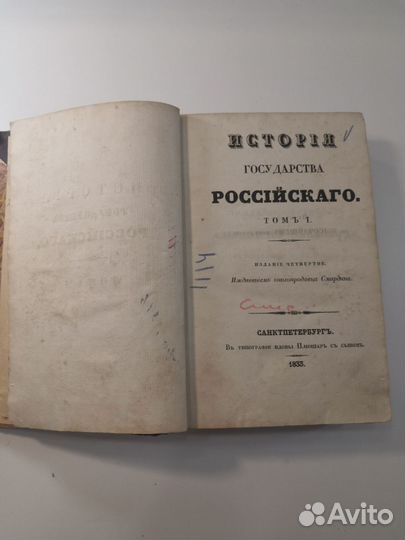 ИСТОРІЯ
ГОСУДАРСТВА
РОССІЙСКАГО.
ТОМЪ I.
ИЗДАНІЕ ЧЕТВЕРТОЕ.
Иждивеніемъ книгопродавца Смирдина.
САНКТПЕТЕРБУРГЪ.
Въ типографіи вдовы Плюшаръ съ сыномъ.
1833.
Avito